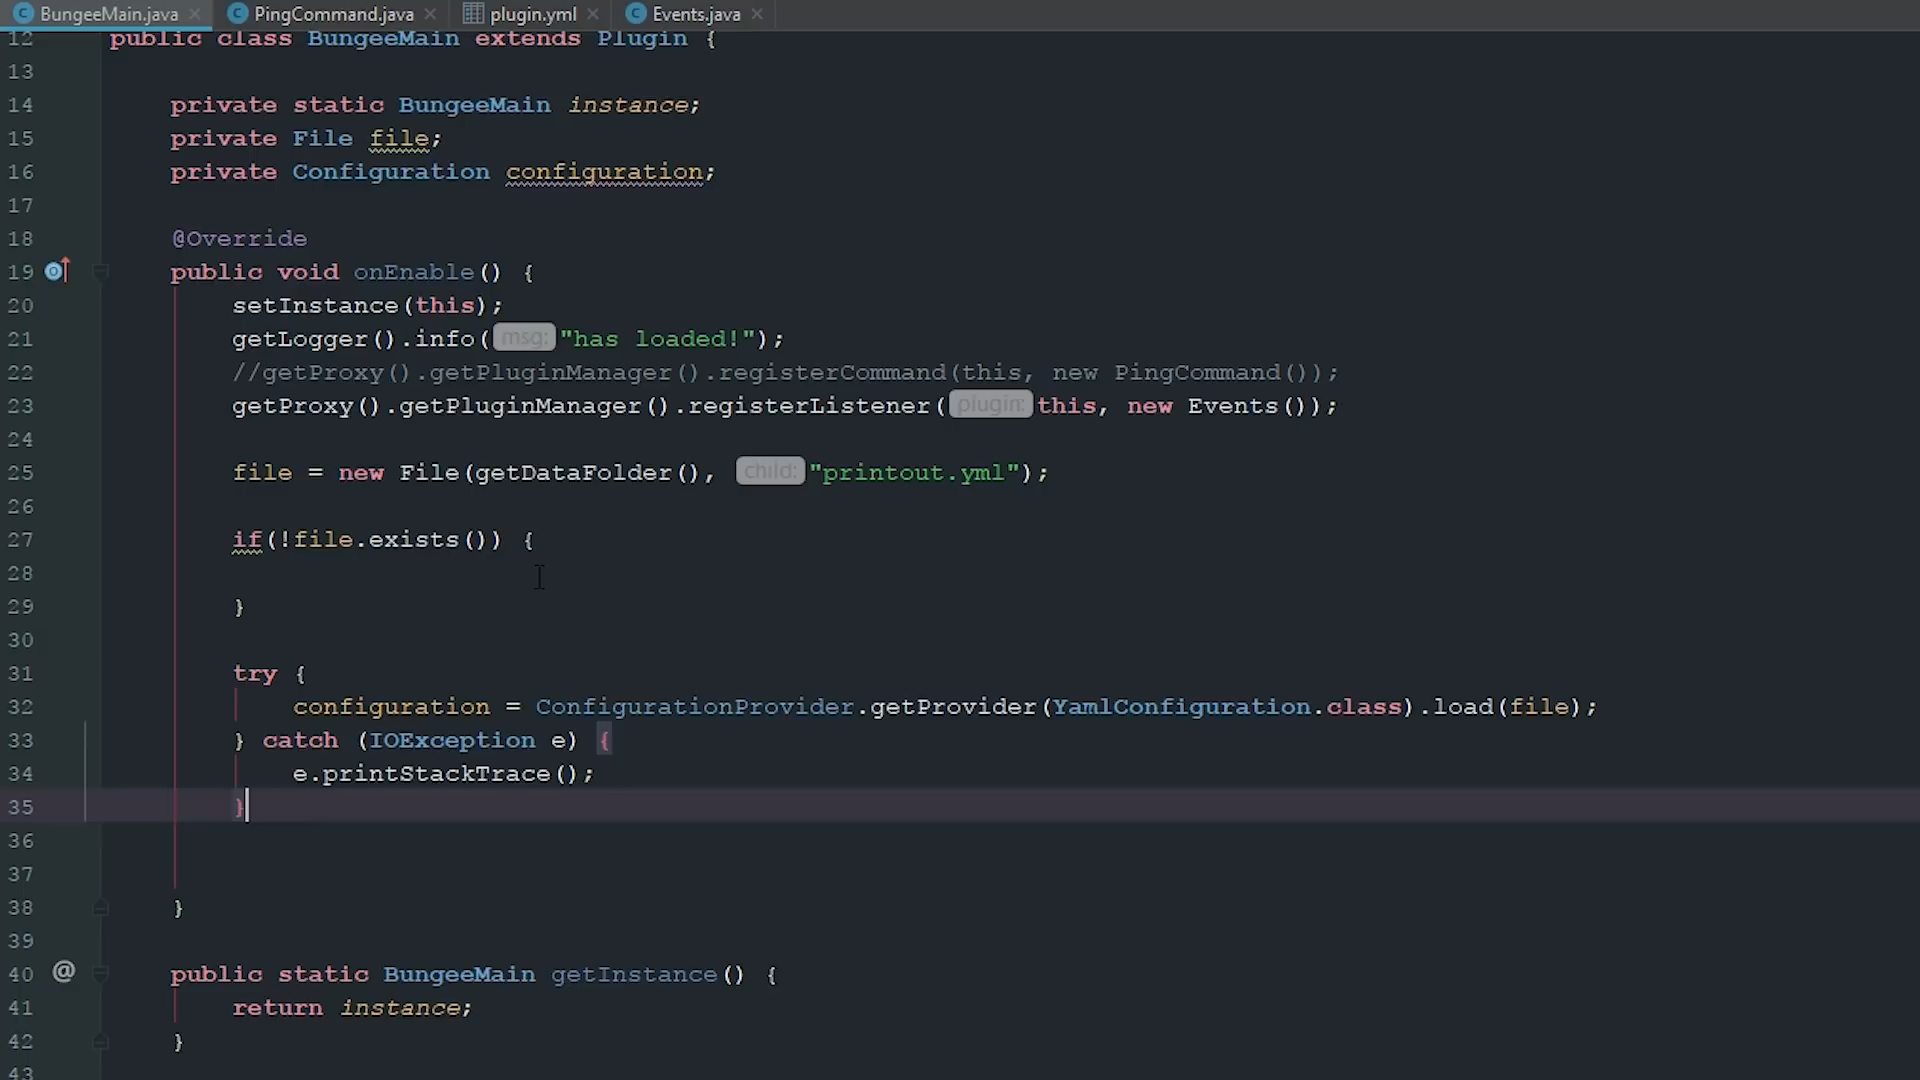 BungeeMain.java PingCommand.java plugin.yml Events.java
12 public class BungeeMain extends Plugin {
13
14 private static BungeeMain instance;
15 private File file;
16 private Configuration configuration;
17
18 @Override
19 public void onEnable() {
20 setInstance(this);
21 getLogger().info( msg: "has loaded!");
22 //getProxy().getPluginManager().registerCommand(this, new PingCommand());
23 getProxy().getPluginManager().registerListener( plugin: this, new Events());
24
25 file = new File(getDataFolder(), child: "printout.yml");
26
27 if(!file.exists()) {
28
29 }
30
31 try {
32 configuration = ConfigurationProvider.getProvider(YamlConfiguration.class).load(file);
33 } catch (IOException e) {
34 e.printStackTrace();
35 }
36
37
38 }
39
40 @ public static BungeeMain getInstance() {
41 return instance;
42 }
43